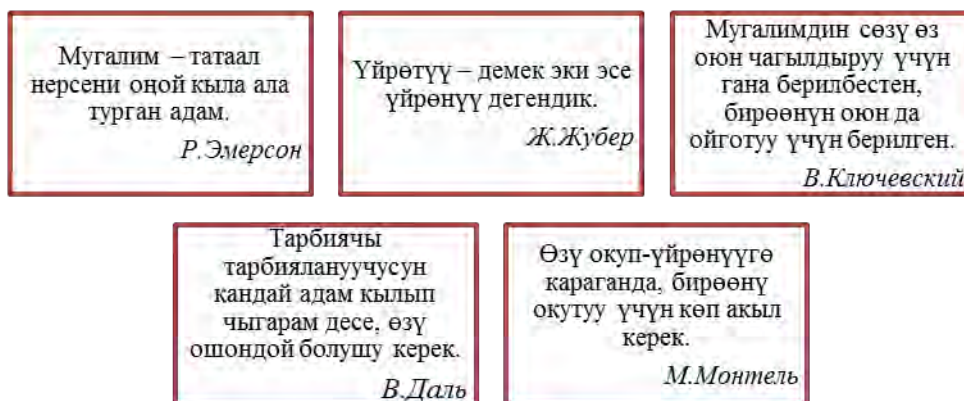 Мугалим – татаал
нерсени оңой кыла ала
турган адам.
Р.Эмерсон
Үйрөтүү – демек эки эсе
үйрөнүү дегендик.
Ж.Жубер
Мугалимдин сөзү өз
оюн чагылдыруу үчүн
гана берилбестен,
бирөөнүн оюн да
ойготуу үчүн берилген.
В.Ключевский
Тарбиячы
тарбиялануучусун
кандай адам кылып
чыгарам десе, өзү
ошондой болушу керек.
В.Даль
Өзү окуп-үйрөнүүгө
караганда, бирөөнү
окутуу үчүн көп акыл
керек.
М.Монтель